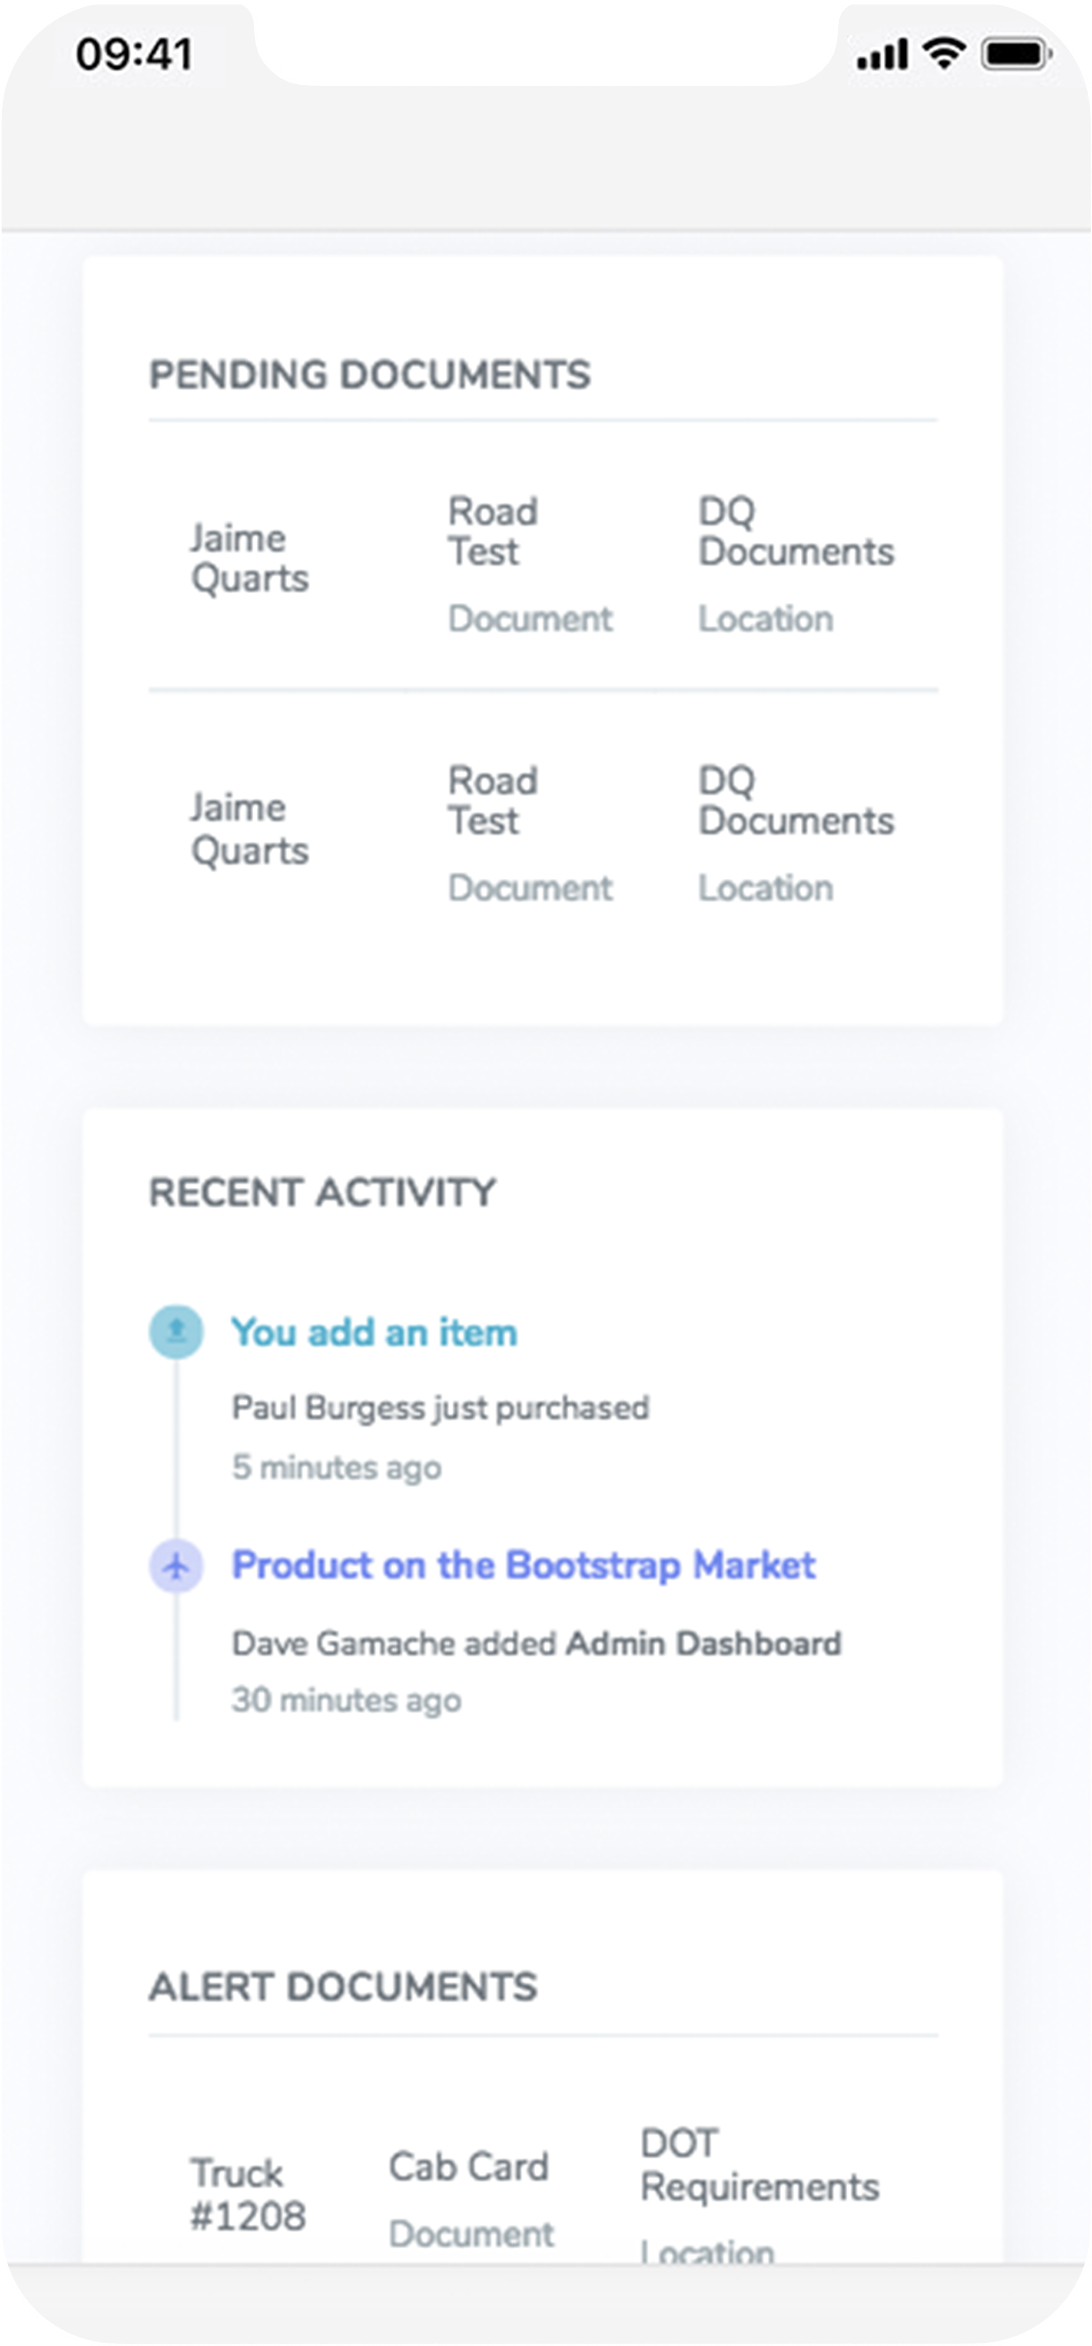 09:41
PENDING DOCUMENTS
Jaime
Quarts
Road
Test
Document
DQ
Documents
Location
Jaime
Quarts
Road
Test
Document
DQ
Documents
Location
RECENT ACTIVITY
You add an item
Paul Burgess just purchased
5 minutes ago
Product on the Bootstrap Market
Dave Gamache added Admin Dashboard
30 minutes ago
ALERT DOCUMENTS
Truck
#1208
Cab Card
Document
DOT
Requirements
Location